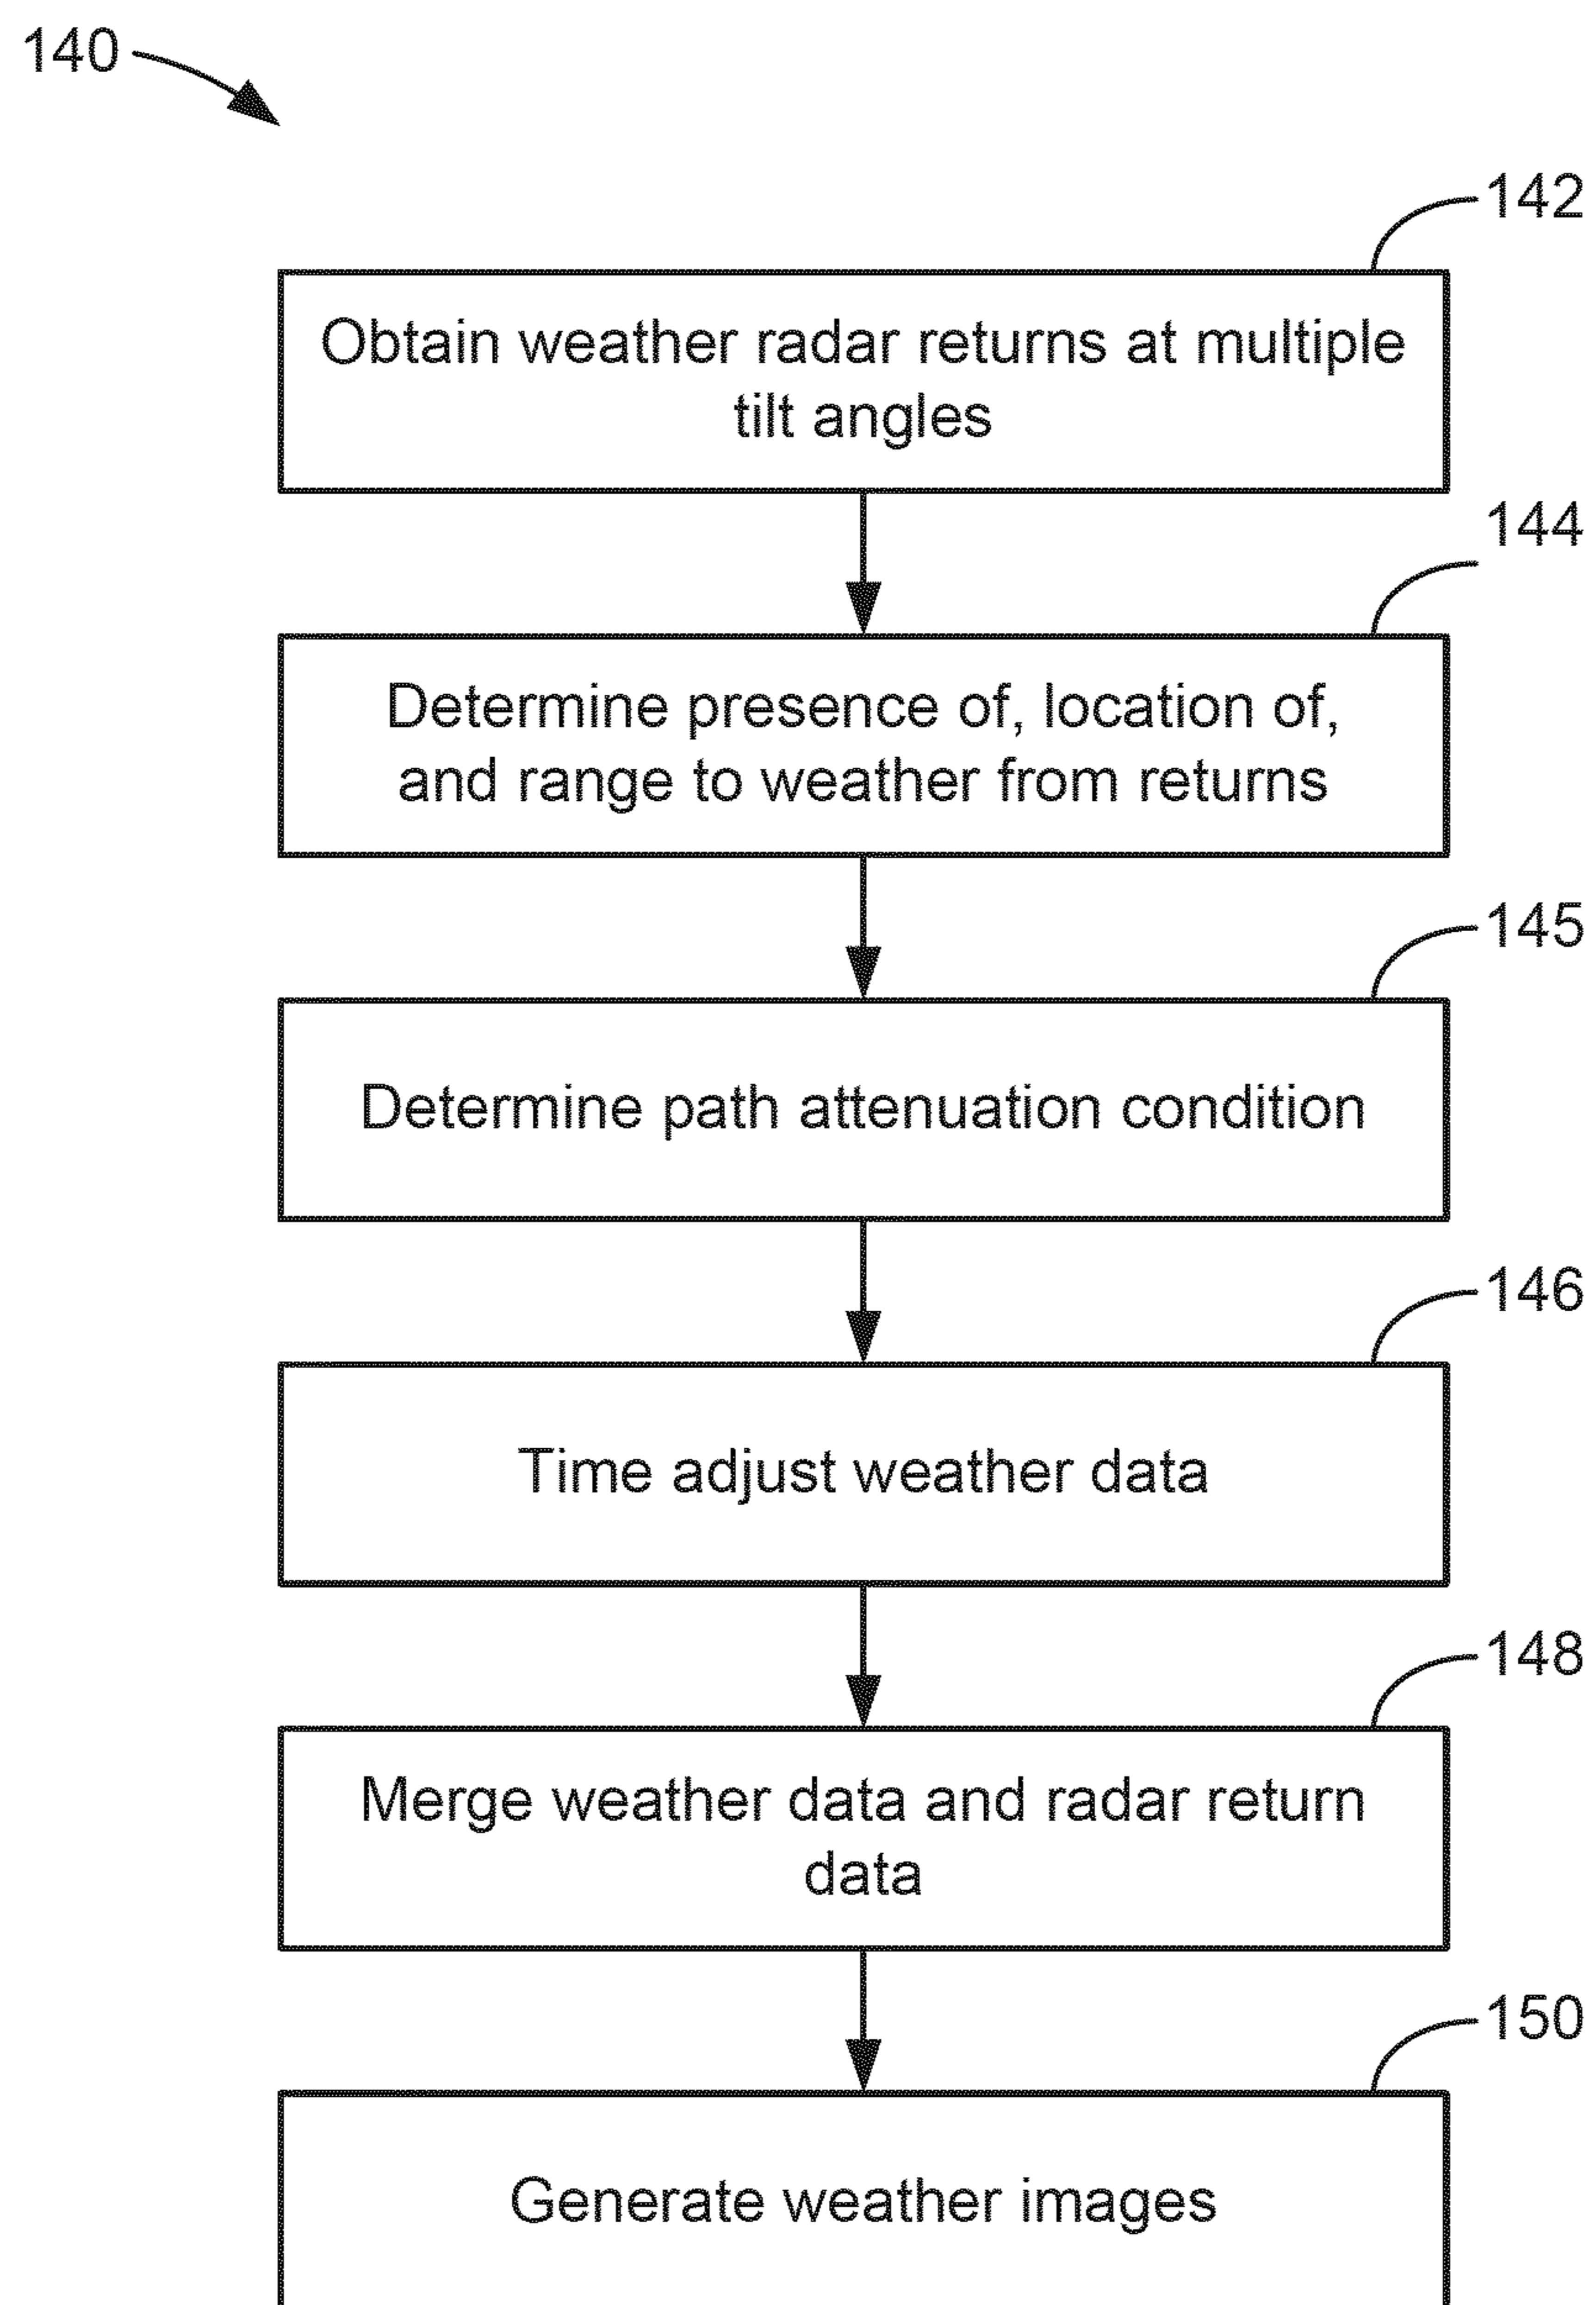 140
142
Obtain weather radar returns at multiple
tilt angles
144
Determine presence of, location of,
and range to weather from returns
145
Determine path attenuation condition
146
Time adjust weather data
148
Merge weather data and radar return
data
150
Generate weather images